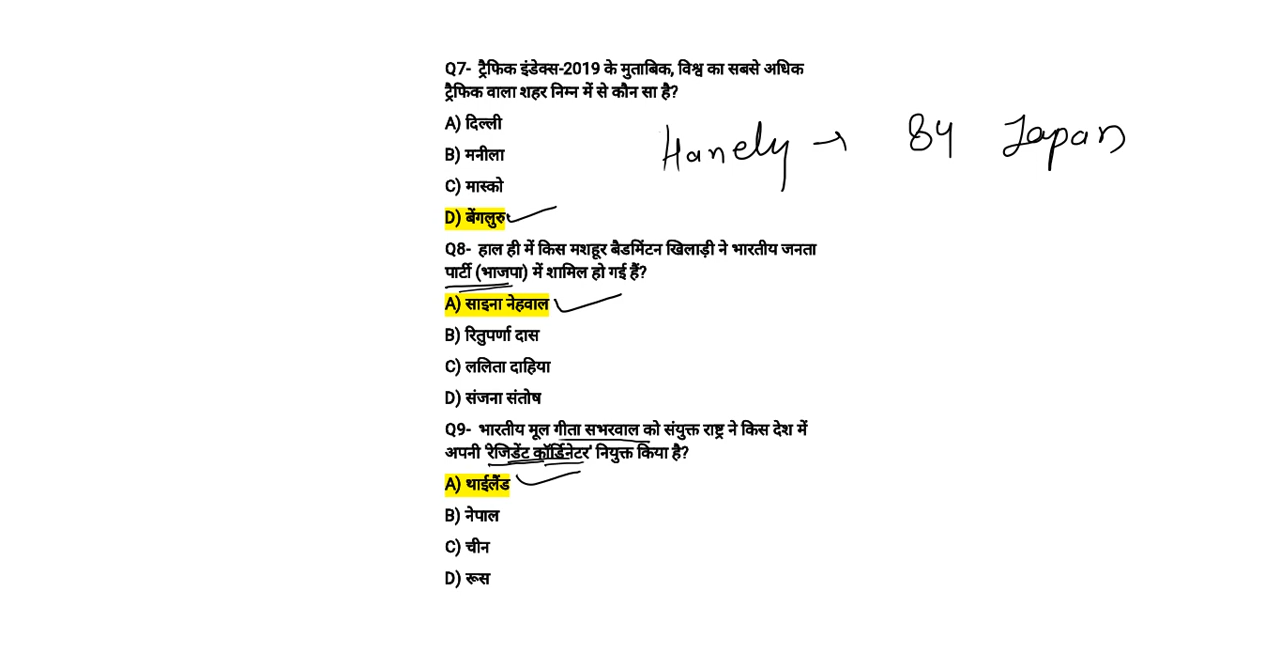 Q7- ट्रैफिक इंडेक्स-2019 के मुताबिक, विश्व का सबसे अधिक
ट्रैफिक वाला शहर निम्न में से कौन सा है?
A) दिल्ली
B) मनीला
C) मास्को
D) बेंगलुरु
Hanely → 84 Japan
Q8- हाल ही में किस मशहूर बैडमिंटन खिलाड़ी ने भारतीय जनता
पार्टी (भाजपा) में शामिल हो गई हैं?
A) साइना नेहवाल
B) रितुपर्णा दास
C) ललिता दाहिया
D) संजना संतोष
Q9- भारतीय मूल गीता सभरवाल को संयुक्त राष्ट्र ने किस देश में
अपनी 'रेजिडेंट कॉर्डिनेटर' नियुक्त किया है?
A) थाईलैंड
B) नेपाल
C) चीन
D) रूस